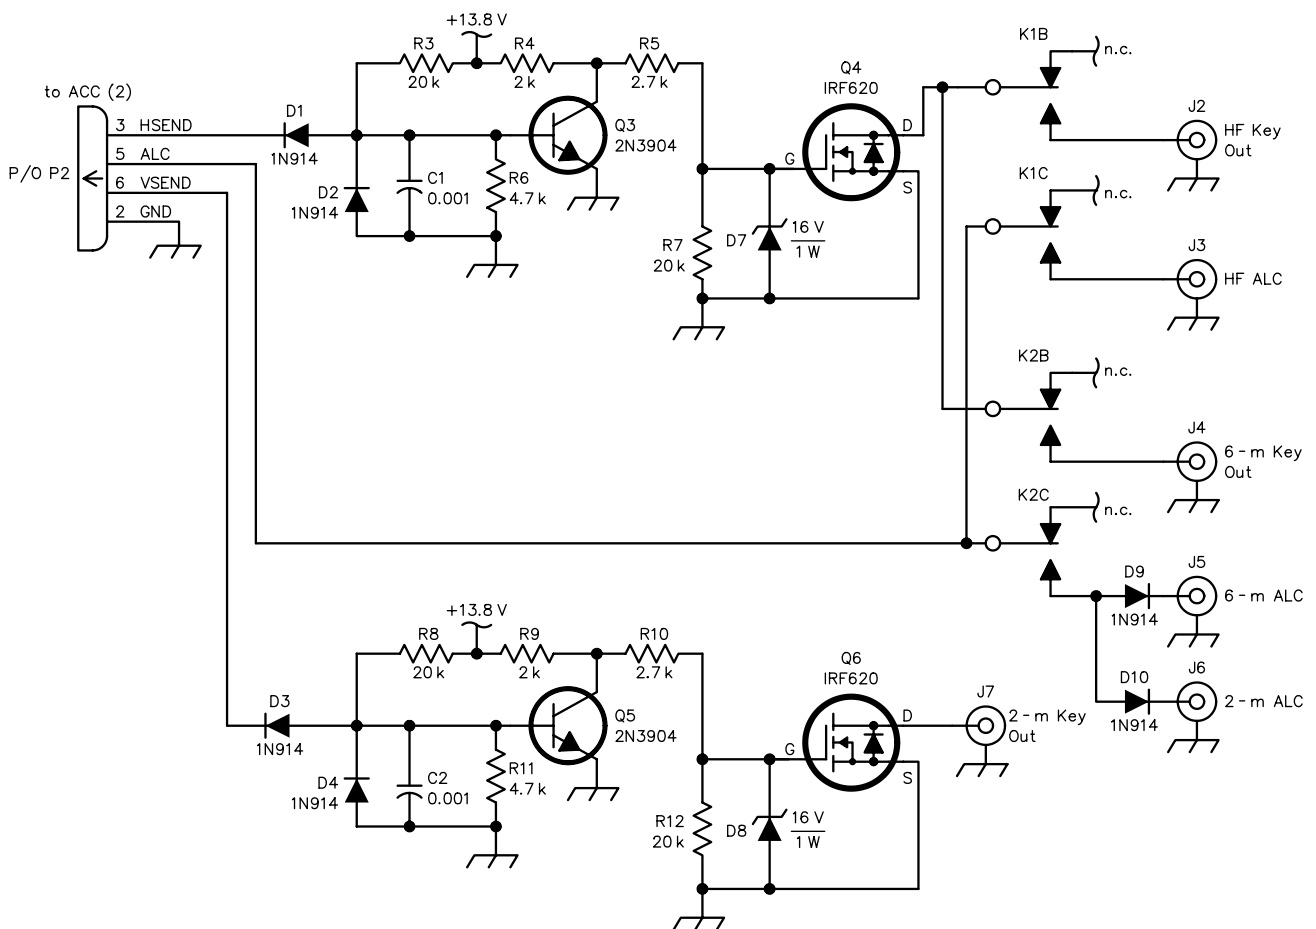 to ACC (2)
P/O P2
3 HSEND
5 ALC
6 VSEND
2 GND
D1
1N914
D2
1N914
R3
20 k
+13.8 V
R4
2 k
R5
2.7 k
C1
0.001
R6
4.7 k
Q3
2N3904
R7
20 k
D7
16 V
1 W
Q4
IRF620
G
D
S
K1B
n.c.
J2
HF Key
Out
K1C
n.c.
J3
HF ALC
K2B
n.c.
J4
6-m Key
Out
K2C
n.c.
D9
1N914
J5
6-m ALC
D10
1N914
J6
2-m ALC
D3
1N914
D4
1N914
R8
20 k
+13.8 V
R9
2 k
R10
2.7 k
C2
0.001
R11
4.7 k
Q5
2N3904
R12
20 k
D8
16 V
1 W
Q6
IRF620
G
D
S
J7
2-m Key
Out